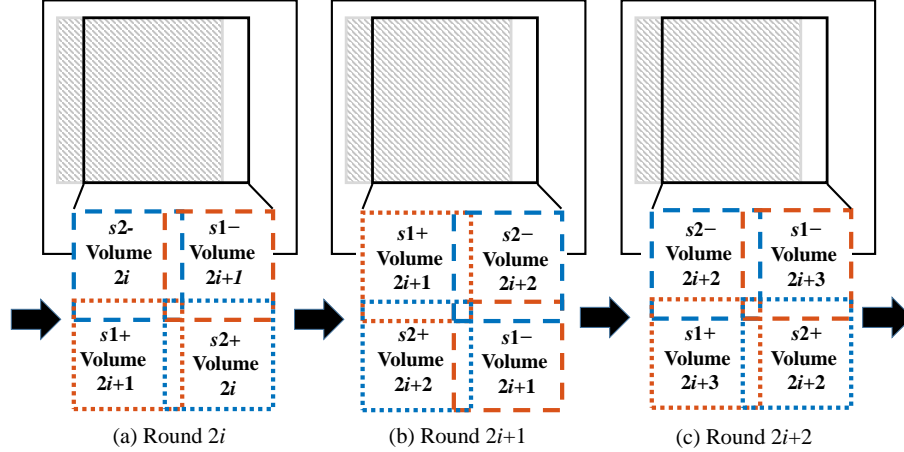 s2-
Volume
2i
s1−
Volume
2i+1
s1+
Volume
2i+1
s2+
Volume
2i
(a) Round 2i
s1+
Volume
2i+1
s2−
Volume
2i+2
s2+
Volume
2i+2
s1−
Volume
2i+1
(b) Round 2i+1
s2−
Volume
2i+2
s1−
Volume
2i+3
s1+
Volume
2i+3
s2+
Volume
2i+2
(c) Round 2i+2